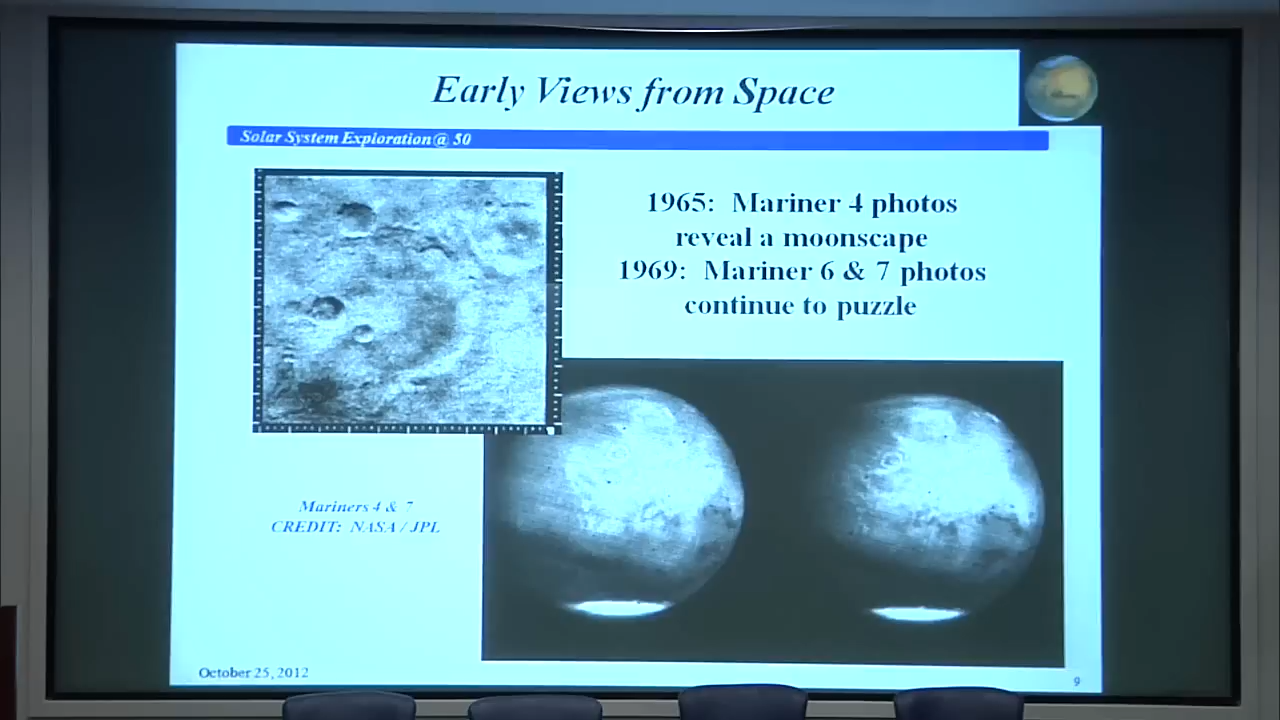 Early Views from Space
Solar System Exploration@ 50
1965: Mariner 4 photos
reveal a moonscape
1969: Mariner 6 & 7 photos
continue to puzzle
Mariners 4 & 7
CREDIT: NASA / JPL
October 25, 2012
9